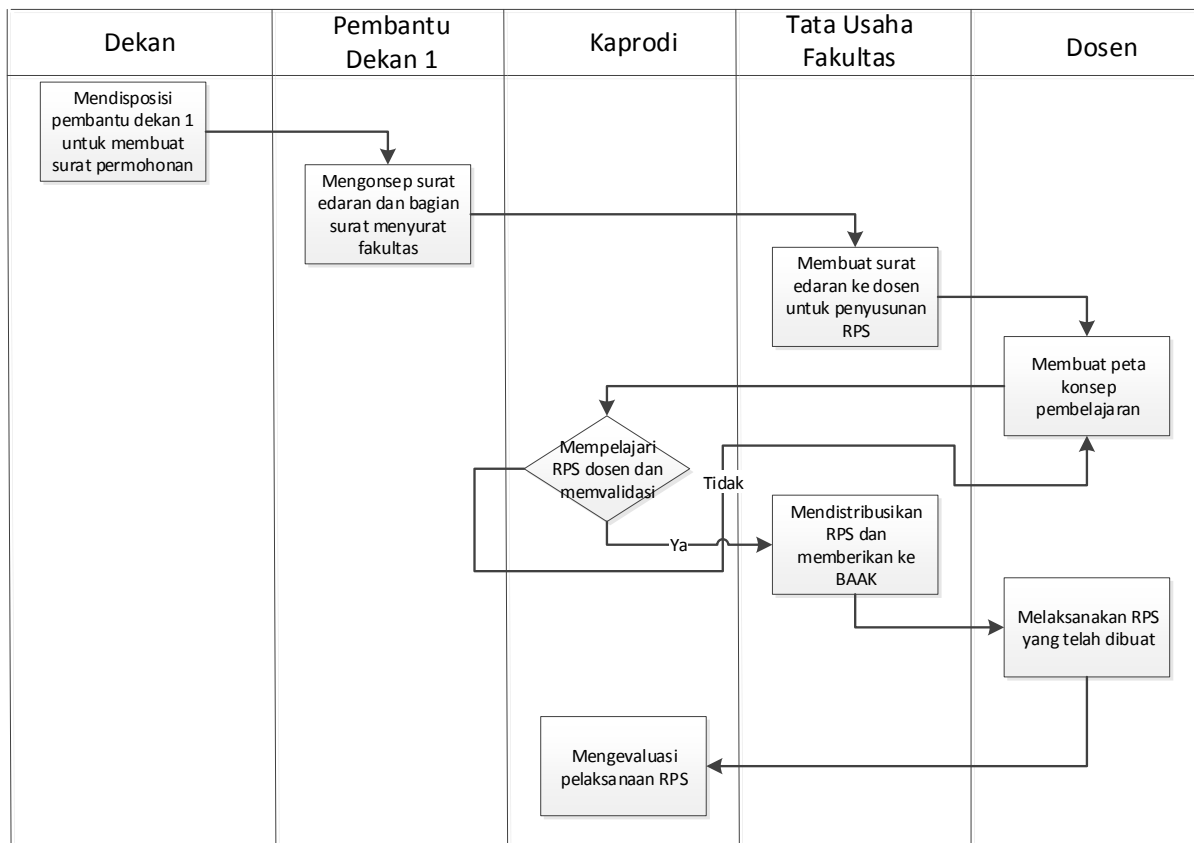 Dekan
Pembantu
Dekan 1
Kaprodi
Tata Usaha
Fakultas
Dosen
Mendisposisi
pembantu dekan 1
untuk membuat
surat permohonan
Mengonsep surat
edaran dan bagian
surat menyurat
fakultas
Membuat surat
edaran ke dosen
untuk penyusunan
RPS
Membuat peta
konsep
pembelajaran
Mempelajari
RPS dosen dan
memvalidasi
Tidak
Ya
Mendistribusikan
RPS dan
memberikan ke
BAAK
Melaksanakan RPS
yang telah dibuat
Mengevaluasi
pelaksanaan RPS